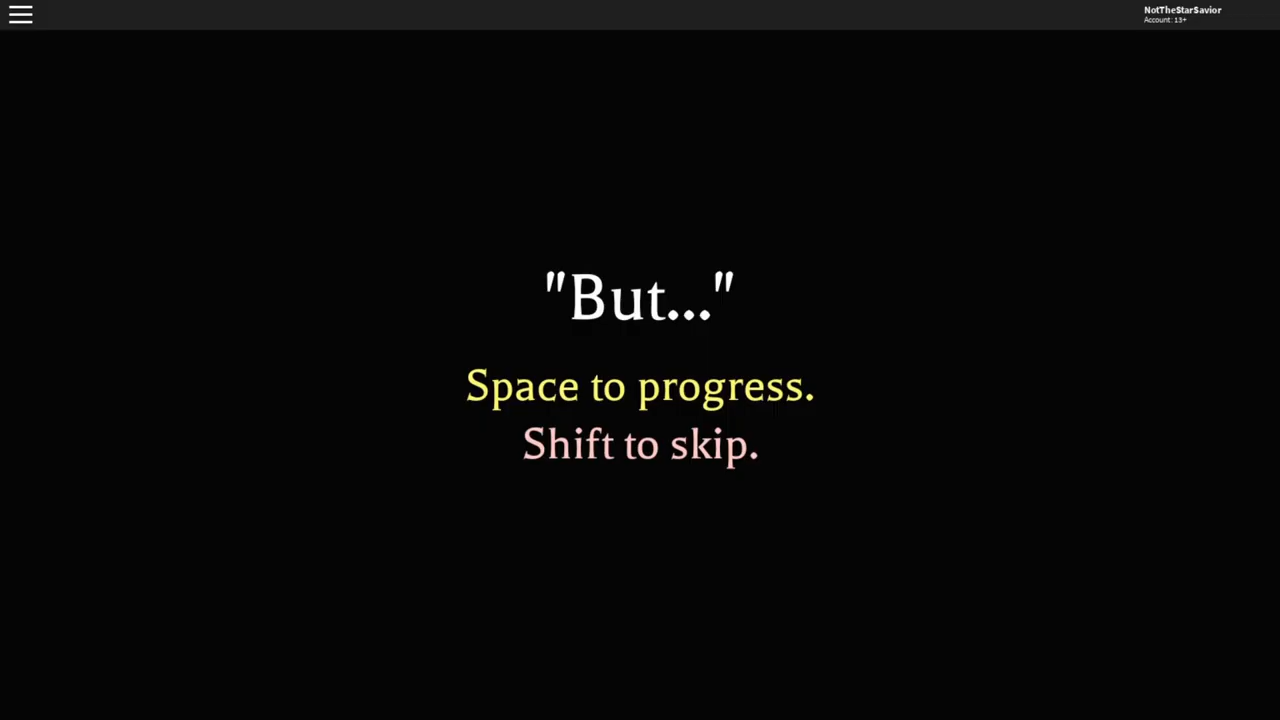 NotTheStarSavior
Account: 13+
"But..."
Space to progress.
Shift to skip.